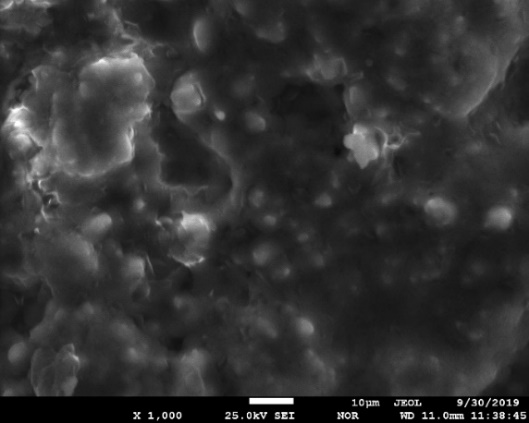 10µm JEOL 9/30/2019
X 1,000 25.0kV SEI NOR WD 11.0mm 11:38:45